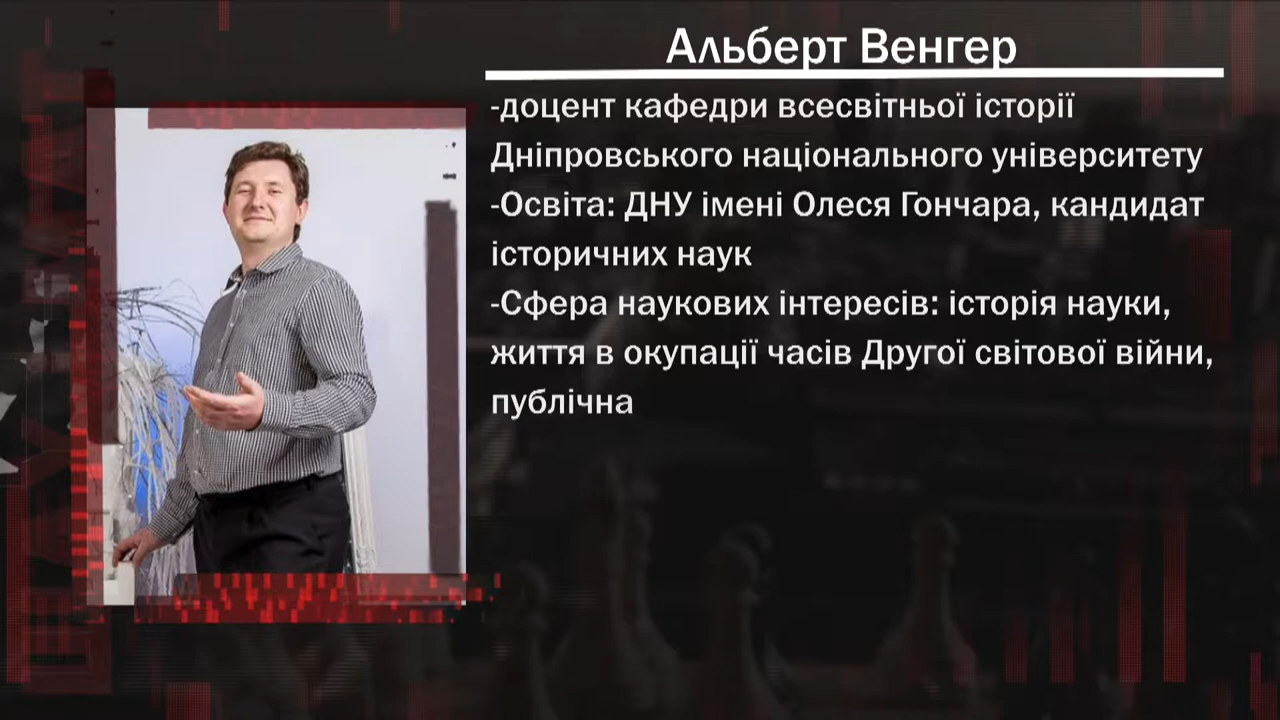 Альберт Венгер
-доцент кафедри всесвітньої історії
Дніпровського національного університету
-Освіта: ДНУ імені Олеся Гончара, кандидат
історичних наук
-Сфера наукових інтересів: історія науки,
життя в окупації часів Другої світової війни,
публічна